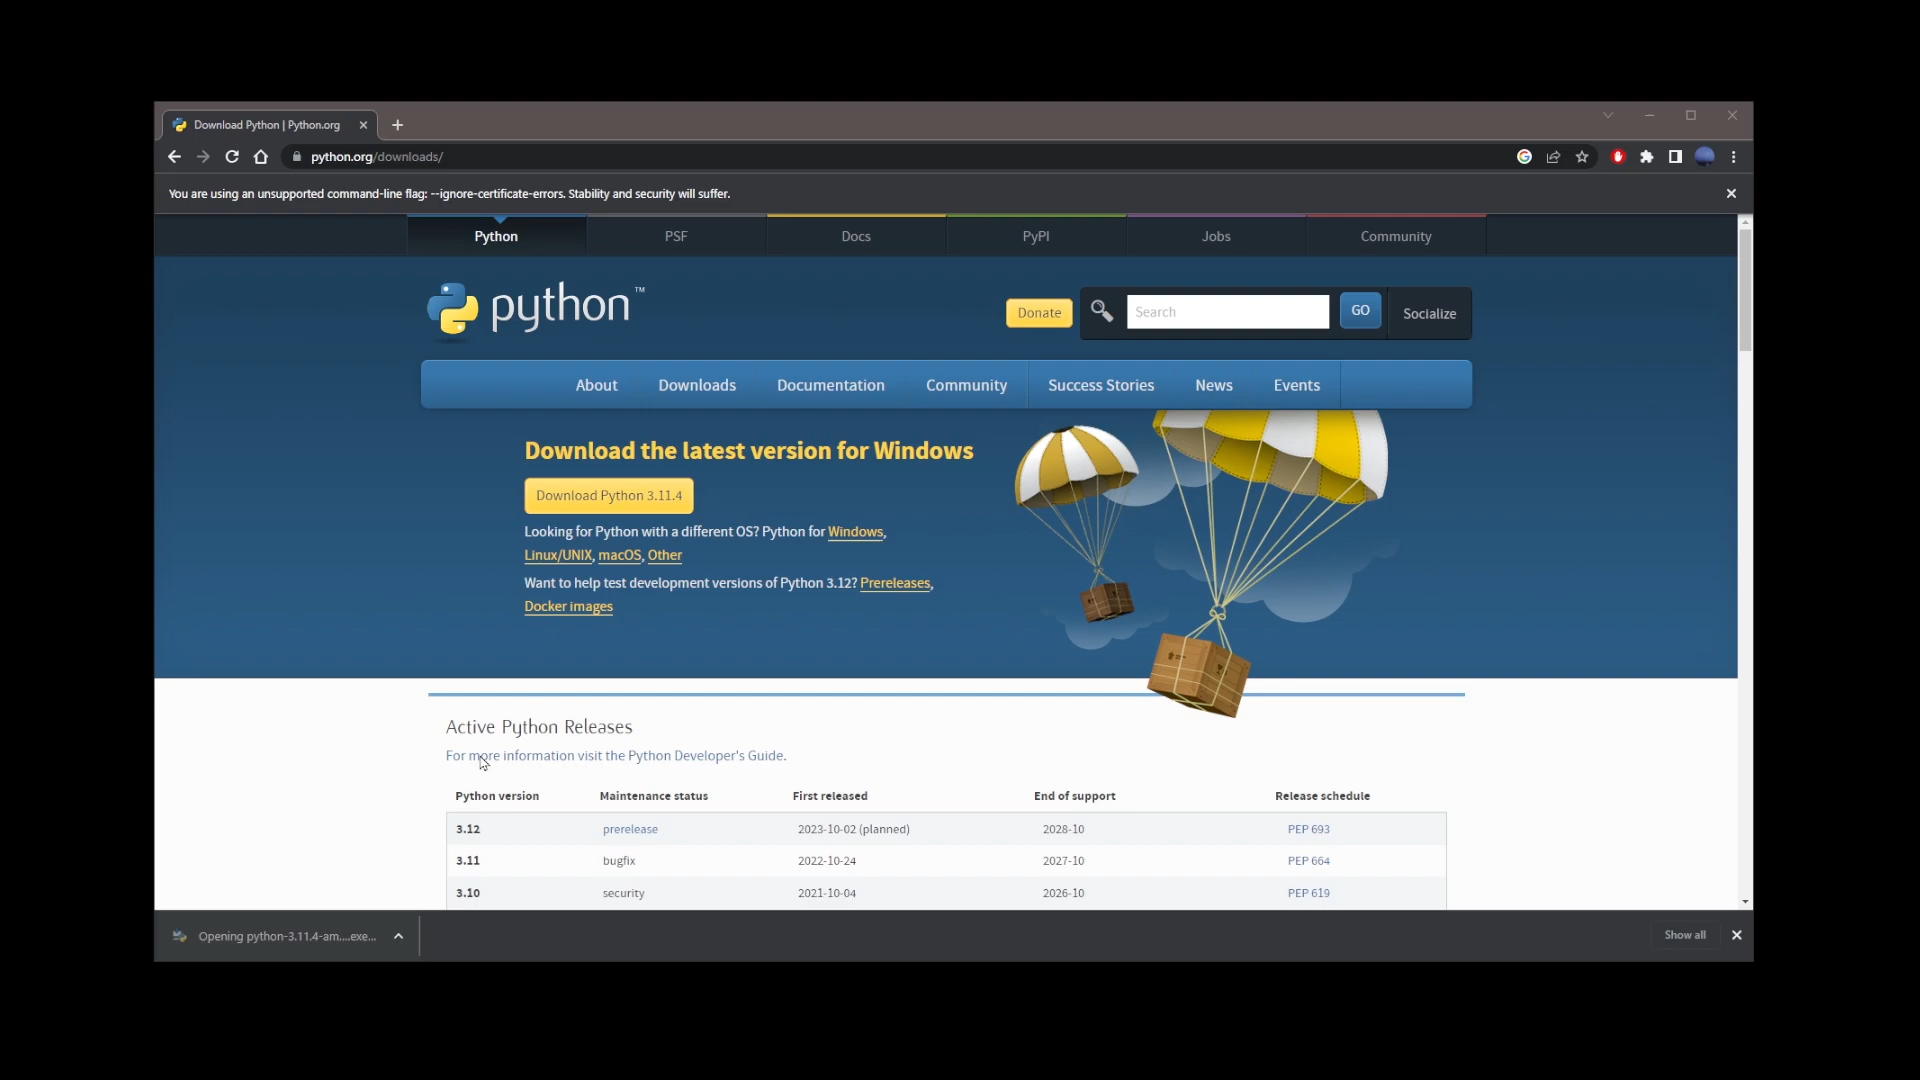 Download Python | Python.org
python.org/downloads/
You are using an unsupported command-line flag: --ignore-certificate-errors. Stability and security will suffer.
Python PSF Docs PyPI Jobs Community
python™
Donate Search GO Socialize
About Downloads Documentation Community Success Stories News Events
Download the latest version for Windows
Download Python 3.11.4
Looking for Python with a different OS? Python for Windows,
Linux/UNIX, macOS, Other
Want to help test development versions of Python 3.12? Prereleases,
Docker images
Active Python Releases
For more information visit the Python Developer's Guide.
Python version Maintenance status First released End of support Release schedule
3.12 prerelease 2023-10-02 (planned) 2028-10 PEP 693
3.11 bugfix 2022-10-24 2027-10 PEP 664
3.10 security 2021-10-04 2026-10 PEP 619
Opening python-3.11.4-am....exe... Show all